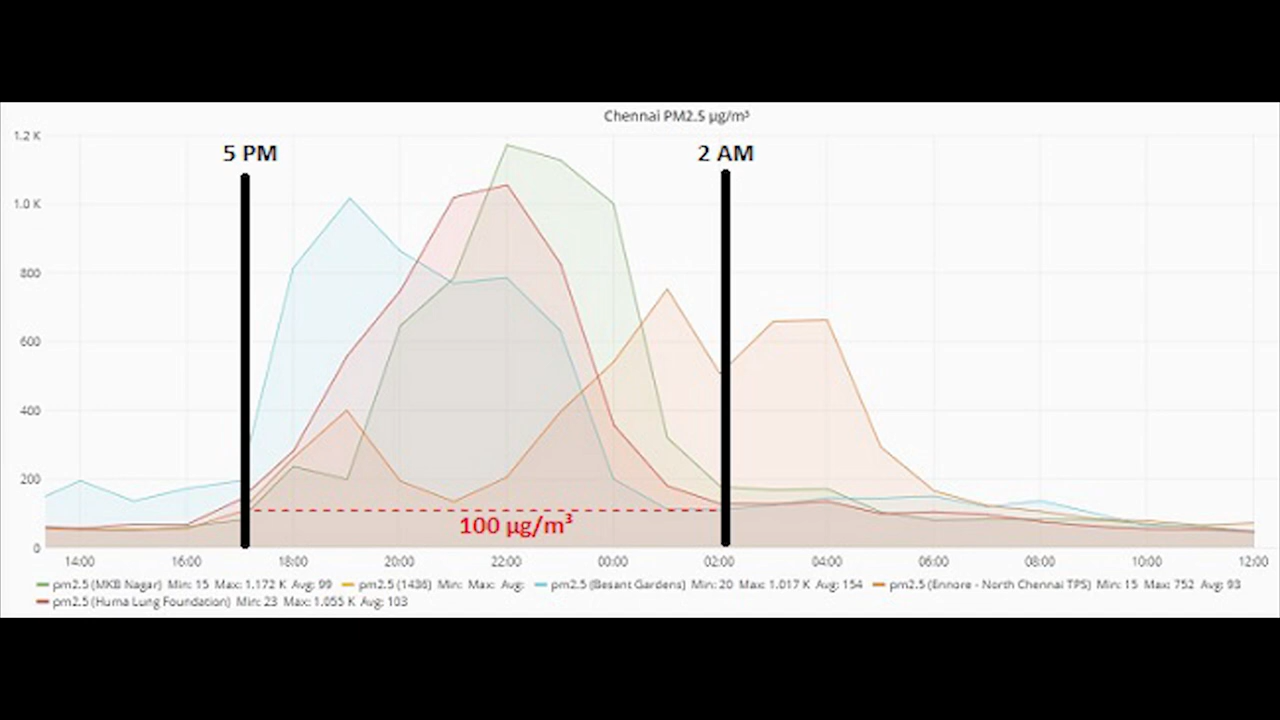 Chennai PM2.5 µg/m³
1.2 K
5 PM
2 AM
1.0 K
800
600
400
200
100 µg/m³
0
14:00 16:00 18:00 20:00 22:00 00:00 02:00 04:00 06:00 08:00 10:00 12:00
pm2.5 (MKB Nagar) Min: 15 Max: 1.172 K Avg: 99 pm2.5 (1436) Min: Max: Avg: pm2.5 (Besant Gardens) Min: 20 Max: 1.017 K Avg: 154 pm2.5 (Ennore - North Chennai TPS) Min: 15 Max: 752 Avg: 93
pm2.5 (Huma Lung Foundation) Min: 23 Max: 1.055 K Avg: 103